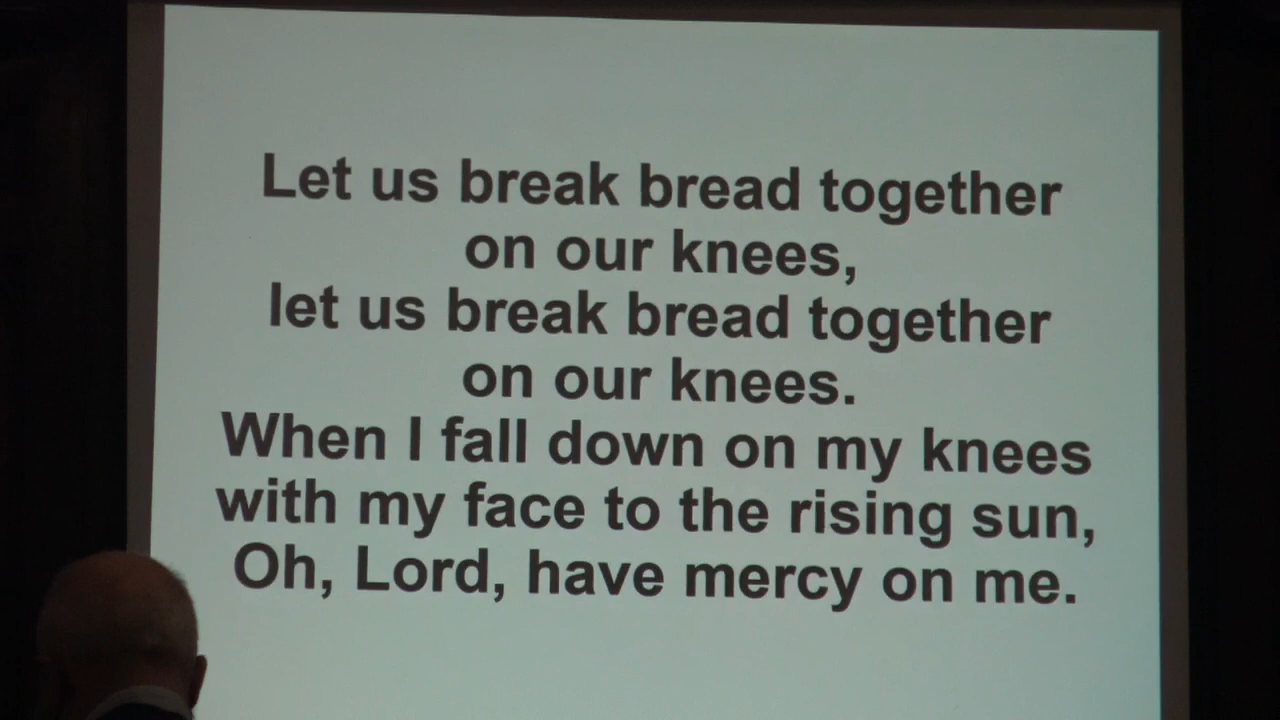 Let us break bread together
on our knees,
let us break bread together
on our knees.
When I fall down on my knees
with my face to the rising sun,
Oh, Lord, have mercy on me.